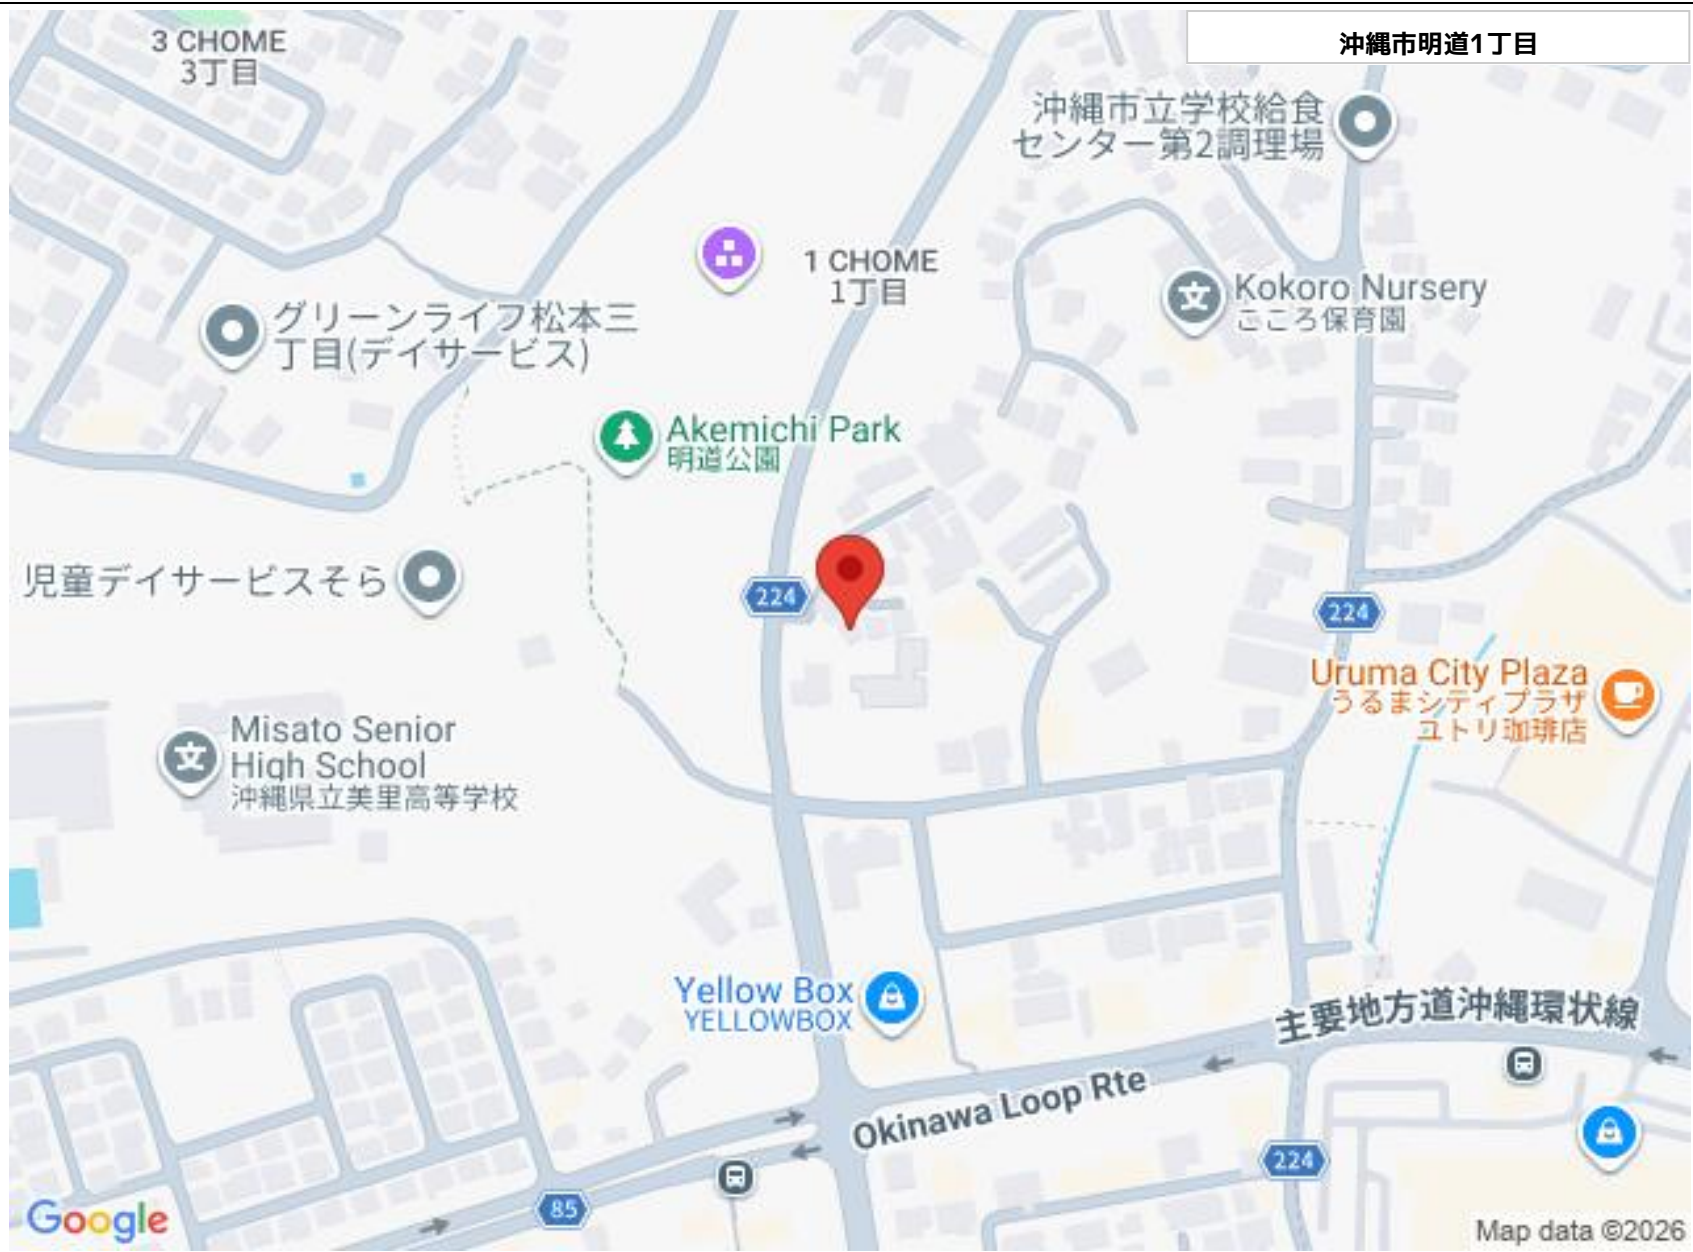 沖縄市明道1丁目
3 CHOME
3丁目
沖縄市立学校給食
センター第2調理場
1 CHOME
1丁目
Kokoro Nursery
こころ保育園
グリーンライフ松本三
丁目(デイサービス)
Akemichi Park
明道公園
児童デイサービスそら
224
224
Uruma City Plaza
うるまシティプラザ
ユトリ珈琲店
文
Misato Senior
High School
沖縄県立美里高等学校
文
Yellow Box
YELLOWBOX
主要地方道沖縄環状線
Okinawa Loop Rte
224
85
Google
Map data ©2026